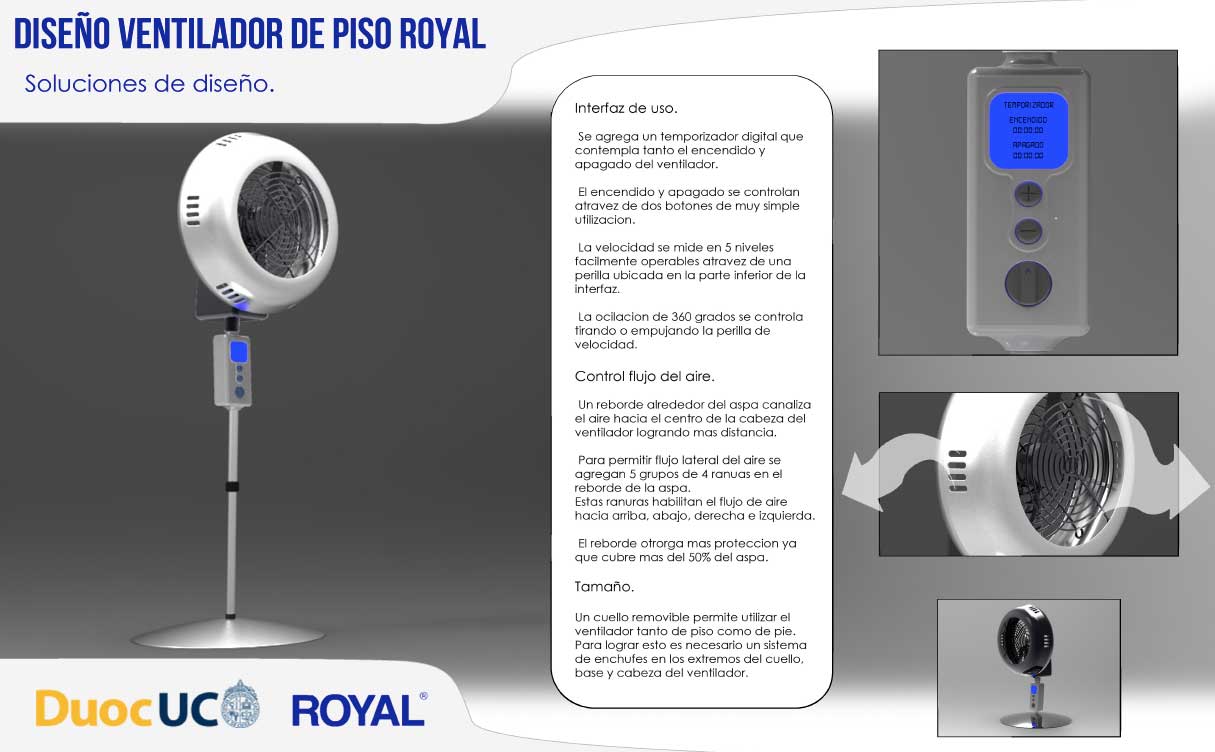 DISEÑO VENTILADOR DE PISO ROYAL
Soluciones de diseño.
Interfaz de uso.
Se agrega un temporizador digital que
contempla tanto el encendido y
apagado del ventilador.
El encendido y apagado se controlan
atravez de dos botones de muy simple
utilizacion.
La velocidad se mide en 5 niveles
facilmente operables atravez de una
perilla ubicada en la parte inferior de la
interfaz.
La ocilacion de 360 grados se controla
tirando o empujando la perilla de
velocidad.
Control flujo del aire.
Un reborde alrededor del aspa canaliza
el aire hacia el centro de la cabeza del
ventilador logrando mas distancia.
Para permitir flujo lateral del aire se
agregan 5 grupos de 4 ranuas en el
reborde de la aspa.
Estas ranuras habilitan el flujo de aire
hacia arriba, abajo, derecha e izquierda.
El reborde otrorga mas proteccion ya
que cubre mas del 50% del aspa.
Tamaño.
Un cuello removible permite utilizar el
ventilador tanto de piso como de pie.
Para lograr esto es necesario un sistema
de enchufes en los extremos del cuello,
base y cabeza del ventilador.
TEMPORIZADOR
ENCENDIDO
00:00:00
APAGADO
00:00:00
DuocUC
ROYAL®